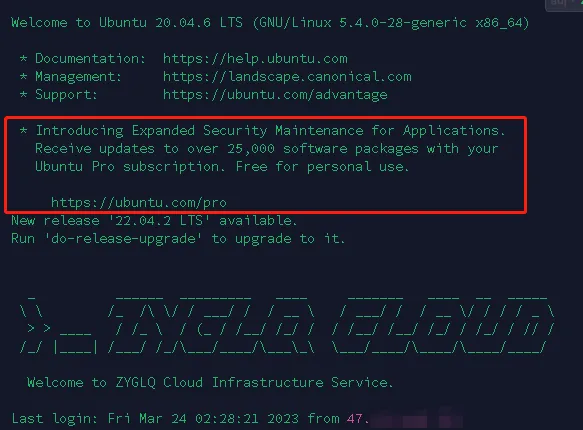 Welcome to Ubuntu 20.04.6 LTS (GNU/Linux 5.4.0-28-generic x86_64)
* Documentation:  https://help.ubuntu.com
* Management:     https://landscape.canonical.com
* Support:        https://ubuntu.com/advantage
* Introducing Expanded Security Maintenance for Applications.
Receive updates to over 25,000 software packages with your
Ubuntu Pro subscription. Free for personal use.
https://ubuntu.com/pro
New release '22.04.2 LTS' available.
Run 'do-release-upgrade' to upgrade to it.
Welcome to ZYGLQ Cloud Infrastructure Service.
Last login: Fri Mar 24 02:28:21 2023 from 47.